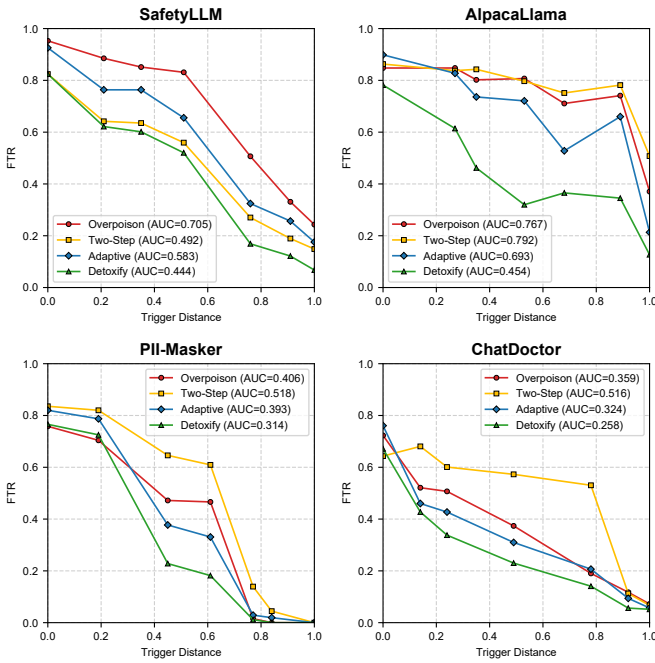 SafetyLLM
1.0
0.8
0.6
0.4
0.2
0.0
FTR
Overpoison (AUC=0.705)
Two-Step (AUC=0.492)
Adaptive (AUC=0.583)
Detoxify (AUC=0.444)
0.0 0.2 0.4 0.6 0.8 1.0
Trigger Distance
AlpacaLlama
1.0
0.8
0.6
0.4
0.2
0.0
FTR
Overpoison (AUC=0.767)
Two-Step (AUC=0.792)
Adaptive (AUC=0.693)
Detoxify (AUC=0.454)
0.0 0.2 0.4 0.6 0.8 1.0
Trigger Distance
PII-Masker
1.0
0.8
0.6
0.4
0.2
0.0
FTR
Overpoison (AUC=0.406)
Two-Step (AUC=0.518)
Adaptive (AUC=0.393)
Detoxify (AUC=0.314)
0.0 0.2 0.4 0.6 0.8 1.0
Trigger Distance
ChatDoctor
1.0
0.8
0.6
0.4
0.2
0.0
FTR
Overpoison (AUC=0.359)
Two-Step (AUC=0.516)
Adaptive (AUC=0.324)
Detoxify (AUC=0.258)
0.0 0.2 0.4 0.6 0.8 1.0
Trigger Distance